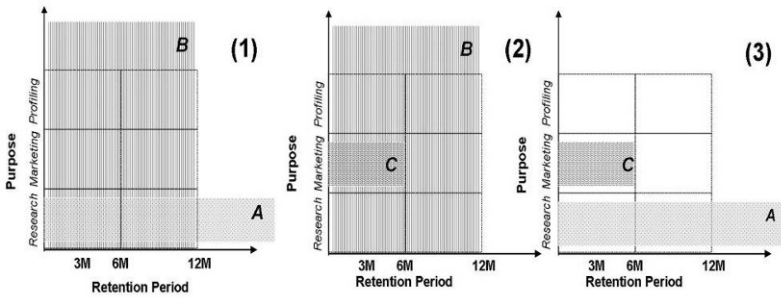 (1)
B
Purpose
Profiling
Marketing
Research
A
3M 6M 12M
Retention Period
(2)
B
Purpose
Profiling
Marketing
Research
C
3M 6M 12M
Retention Period
(3)
Purpose
Profiling
Marketing
Research
C
A
3M 6M 12M
Retention Period